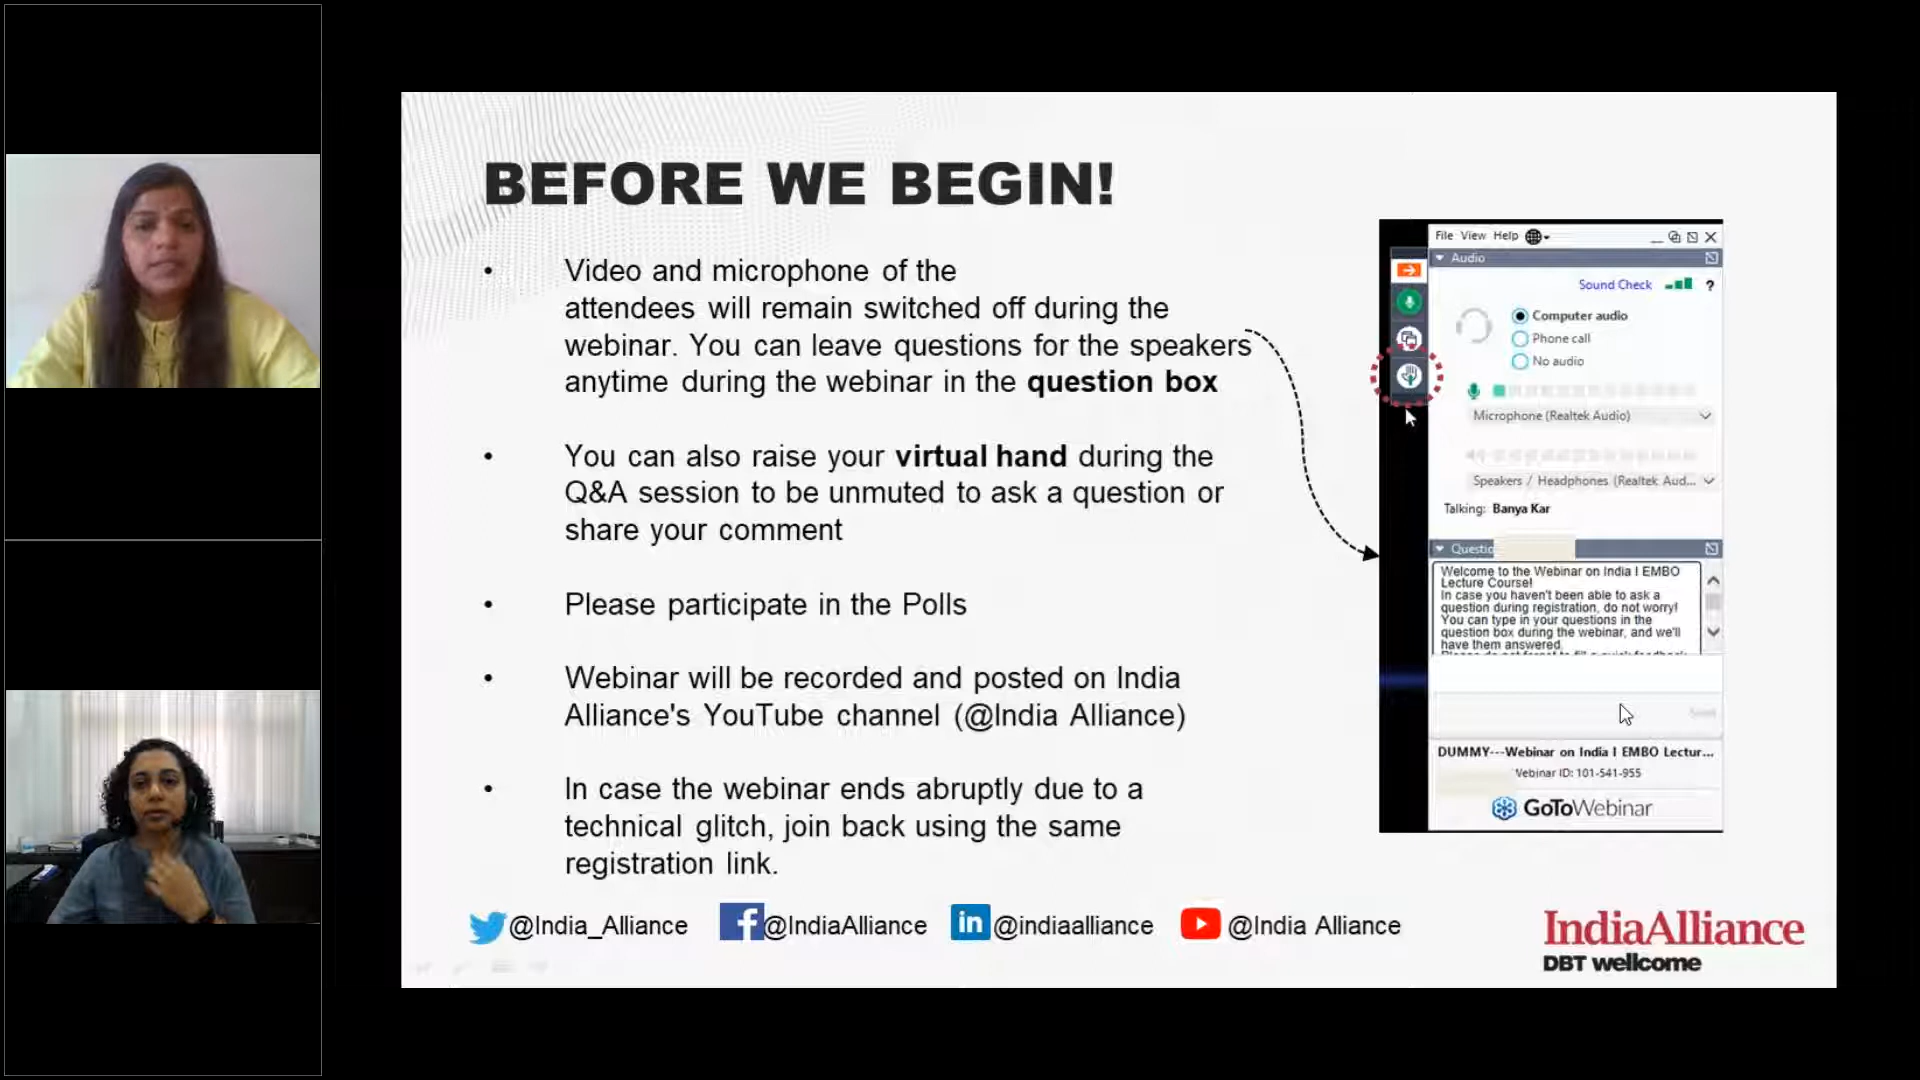 BEFORE WE BEGIN!
• Video and microphone of the
attendees will remain switched off during the
webinar. You can leave questions for the speakers
anytime during the webinar in the question box
• You can also raise your virtual hand during the
Q&A session to be unmuted to ask a question or
share your comment
• Please participate in the Polls
• Webinar will be recorded and posted on India
Alliance's YouTube channel (@India Alliance)
• In case the webinar ends abruptly due to a
technical glitch, join back using the same
registration link.
@India_Alliance @IndiaAlliance @indiaalliance @India Alliance
File View Help
Audio
Sound Check ?
Computer audio
Phone call
No audio
Microphone (Realtek Audio)
Speakers / Headphones (Realtek Aud...
Talking: Banya Kar
Questio
Welcome to the Webinar on India I EMBO
Lecture Course!
In case you haven't been able to ask a
question during registration, do not worry!
You can type in your questions in the
question box during the webinar, and we'll
have them answered.
DUMMY---Webinar on India I EMBO Lectur...
Webinar ID: 101-541-955
GoToWebinar
IndiaAlliance
DBT wellcome